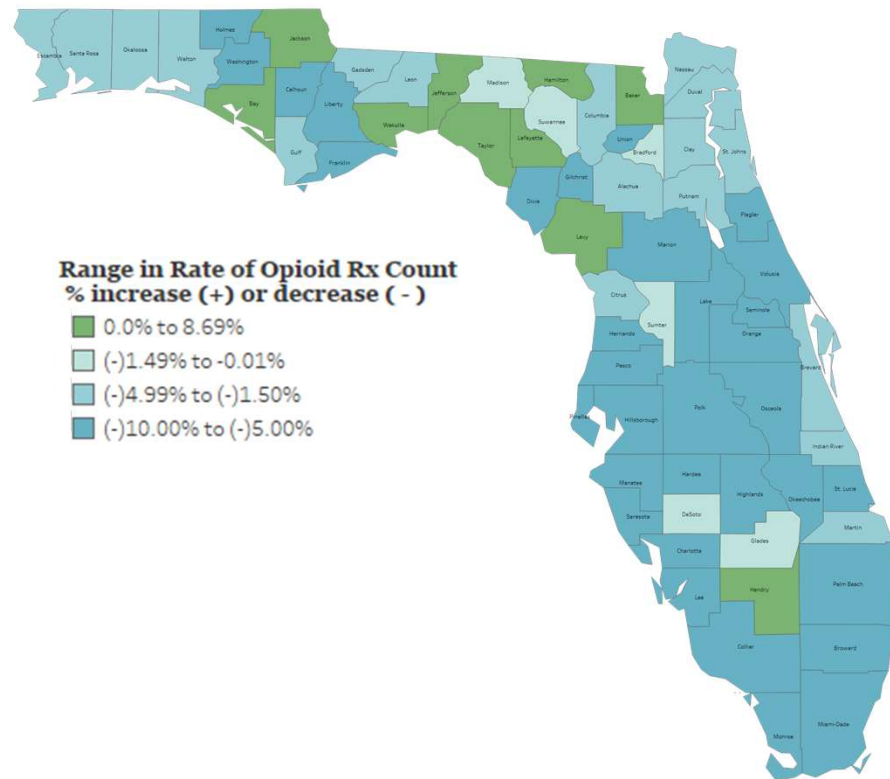 Holmes
Jackson
Escambia
Santa Rosa
Okaloosa
Walton
Washington
Gadsden
Leon
Jefferson
Madison
Hamilton
Nassau
Duval
Calhoun
Liberty
Bay
Wakulla
Taylor
Lafayette
Suwannee
Columbia
Baker
Union
Bradford
Clay
St. Johns
Gulf
Franklin
Dixie
Gilchrist
Alachua
Putnam
Flagler
Levy
Marion
Volusia
Range in Rate of Opioid Rx Count
% increase (+) or decrease ( - )
0.0% to 8.69%
(-)1.49% to -0.01%
(-)4.99% to (-)1.50%
(-)10.00% to (-)5.00%
Citrus
Sumter
Lake
Seminole
Hernando
Orange
Pasco
Brevard
Pinellas
Hillsborough
Polk
Osceola
Indian River
Manatee
Hardee
Highlands
Okeechobee
St. Lucie
Sarasota
DeSoto
Martin
Charlotte
Glades
Lee
Hendry
Palm Beach
Collier
Broward
Monroe
Miami-Dade